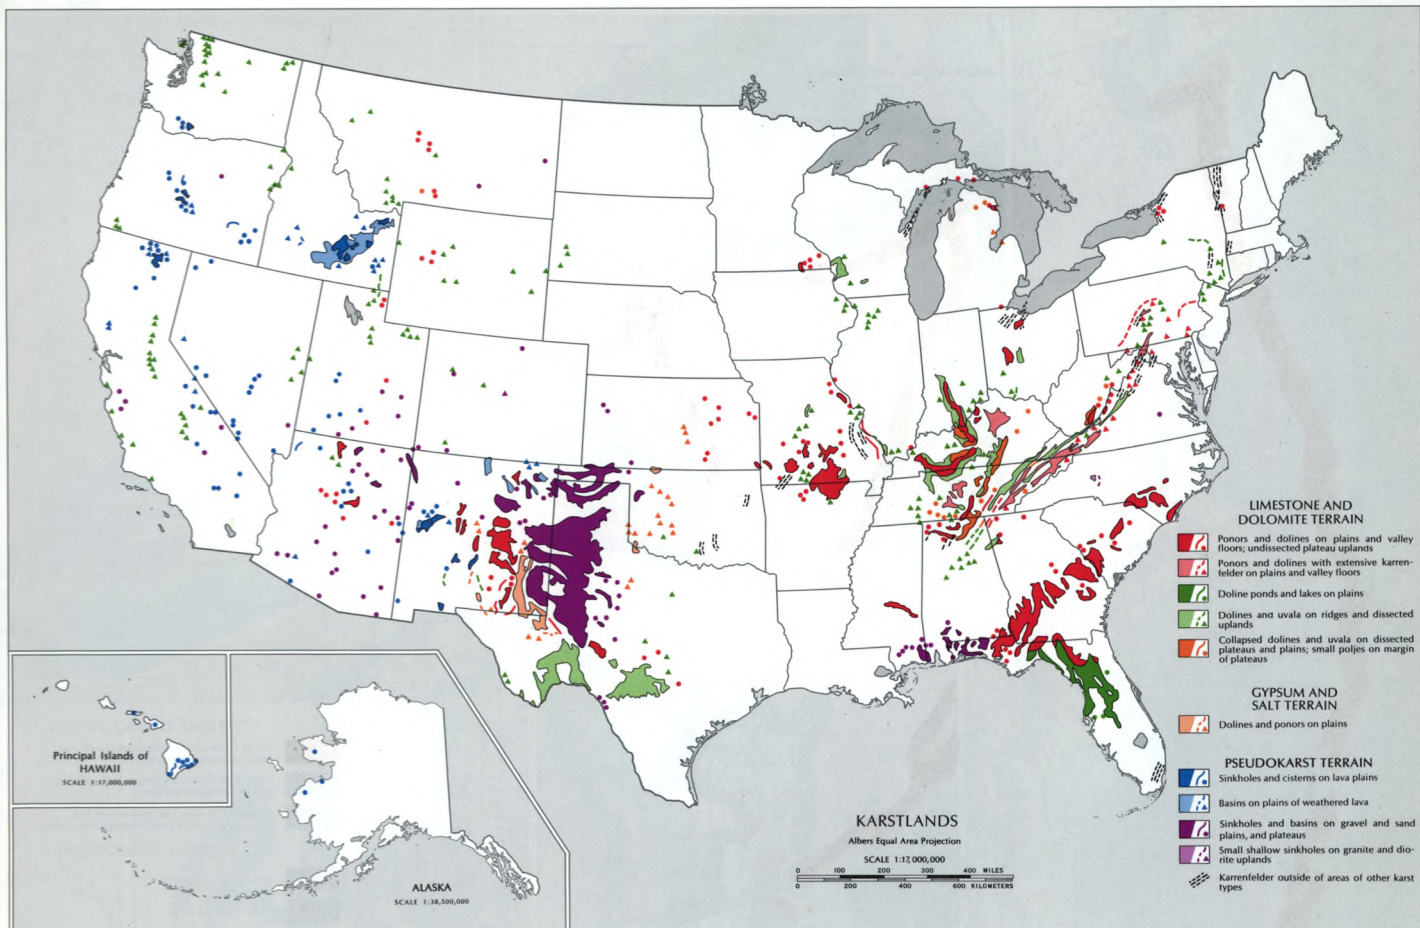 LIMESTONE AND
DOLOMITE TERRAIN
Ponors and dolines on plains and valley
floors; undissected plateau uplands
Ponors and dolines with extensive karren-
felder on plains and valley floors
Doline ponds and lakes on plains
Dolines and uvala on ridges and dissected
uplands
Collapsed dolines and uvala on dissected
plateaus and plains; small poljes on margin
of plateaus
GYPSUM AND
SALT TERRAIN
Dolines and ponors on plains
PSEUDOKARST TERRAIN
Sinkholes and cisterns on lava plains
Basins on plains of weathered lava
Sinkholes and basins on gravel and sand
plains, and plateaus
Small shallow sinkholes on granite and dio-
rite uplands
Karrenfelder outside of areas of other karst
types
Principal Islands of
HAWAII
SCALE 1:17,000,000
ALASKA
SCALE 1:38,500,000
KARSTLANDS
Albers Equal Area Projection
SCALE 1:17,000,000
0 100 200 300 400 MILES
0 200 400 600 KILOMETERS